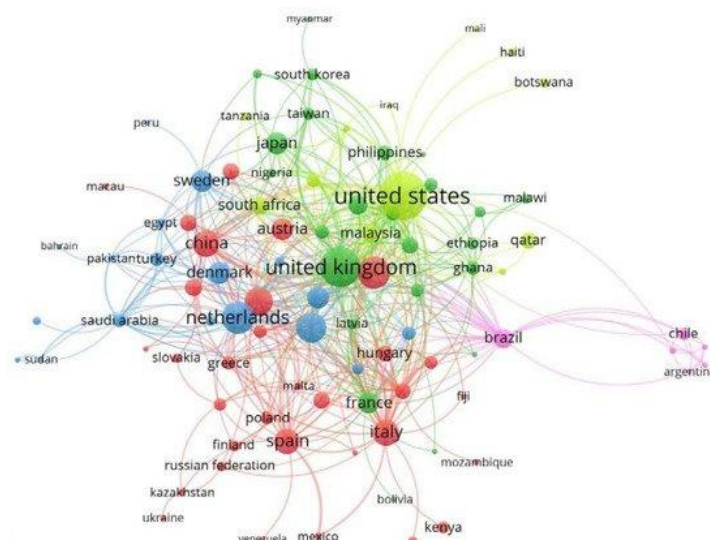 myanmar
mali
haiti
south korea
botswana
iraq
tanzania
taiwan
peru
japan
philippines
nigeria
sweden
macau
united states
south africa
malawi
egypt
austria
malaysia
china
ethiopia
qatar
bahrain
pakistan
turkey
denmark
united kingdom
ghana
saudi arabia
netherlands
latvia
brazil
chile
sudan
slovakia
greece
hungary
argentin
malta
france
fiji
poland
spain
italy
finland
russian federation
mozambique
kazakhstan
bolivia
ukraine
kenya
venezuela
mexico